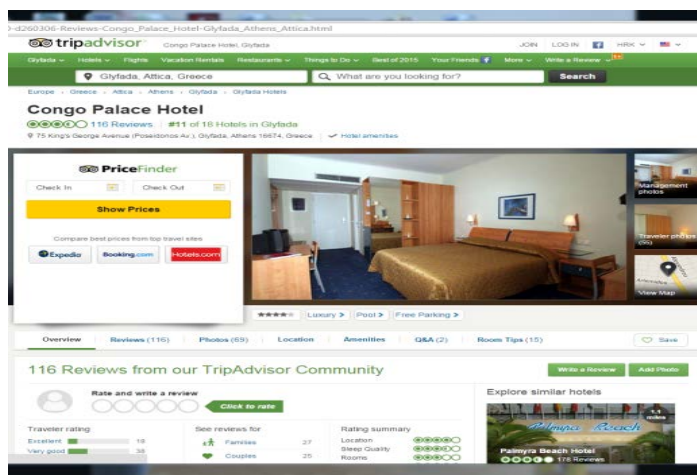 -d260306-Reviews-Congo_Palace_Hotel-Glyfada_Athens_Attica.html
tripadvisor Congo Palace Hotel, Glyfada JOIN LOG IN HRK
Glyfada Hotels Flights Vacation Rentals Restaurants Things to Do Best of 2015 Your Friends More Write a Review
Glyfada, Attica, Greece What are you looking for? Search
Europe Greece Attica Athens Glyfada Glyfada Hotels
Congo Palace Hotel
116 Reviews #11 of 18 Hotels in Glyfada
75 King's George Avenue (Poseidonos Av.), Glyfada, Athens 16674, Greece Hotel amenities
PriceFinder
Check In Check Out
Show Prices
Compare best prices from top travel sites
Expedia Booking.com Hotels.com
Management
photos
Traveler photos
View Map
Luxury > Pool > Free Parking >
Overview Reviews (116) Photos (69) Location Amenities Q&A (2) Room Tips (15) Save
116 Reviews from our TripAdvisor Community Write a Review Add Photo
Rate and write a review
Click to rate
Explore similar hotels
1.1
miles
Palmyra Beach
Palmyra Beach Hotel
178 Reviews
Traveler rating See reviews for Rating summary
Excellent 18 Families 27 Location
Very good 38 Couples 25 Sleep Quality
Rooms